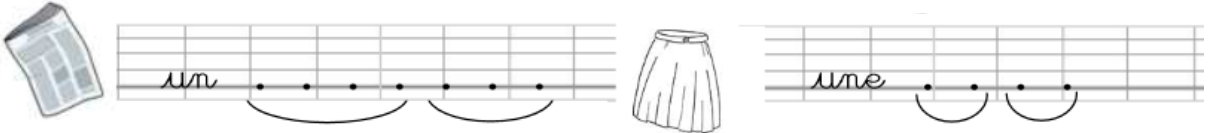 un . . . . . . .
une . . . .